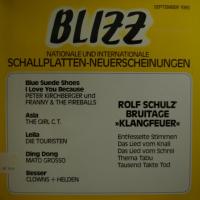 SEPTEMBER 1986
BLIZZ
NATIONALE UND INTERNATIONALE
SCHALLPLATTEN-NEUERSCHEINUNGEN
Blue Suede Shoes
I Love You Because
PETER KIRCHBERGER und
FRANNY & THE FIREBALLS
Asia
THE GIRL C.T.
Leila
DIE TOURISTEN
Ding Dong
MATO GROSSO
Besser
CLOWNS + HELDEN
ROLF SCHULZ'
BRUITAGE
»KLANGFEUER«
Entfesselte Stimmen
Das Lied vom Knall
Das Lied vom Schrei
Thema Tabu
Tausend Takte Tod